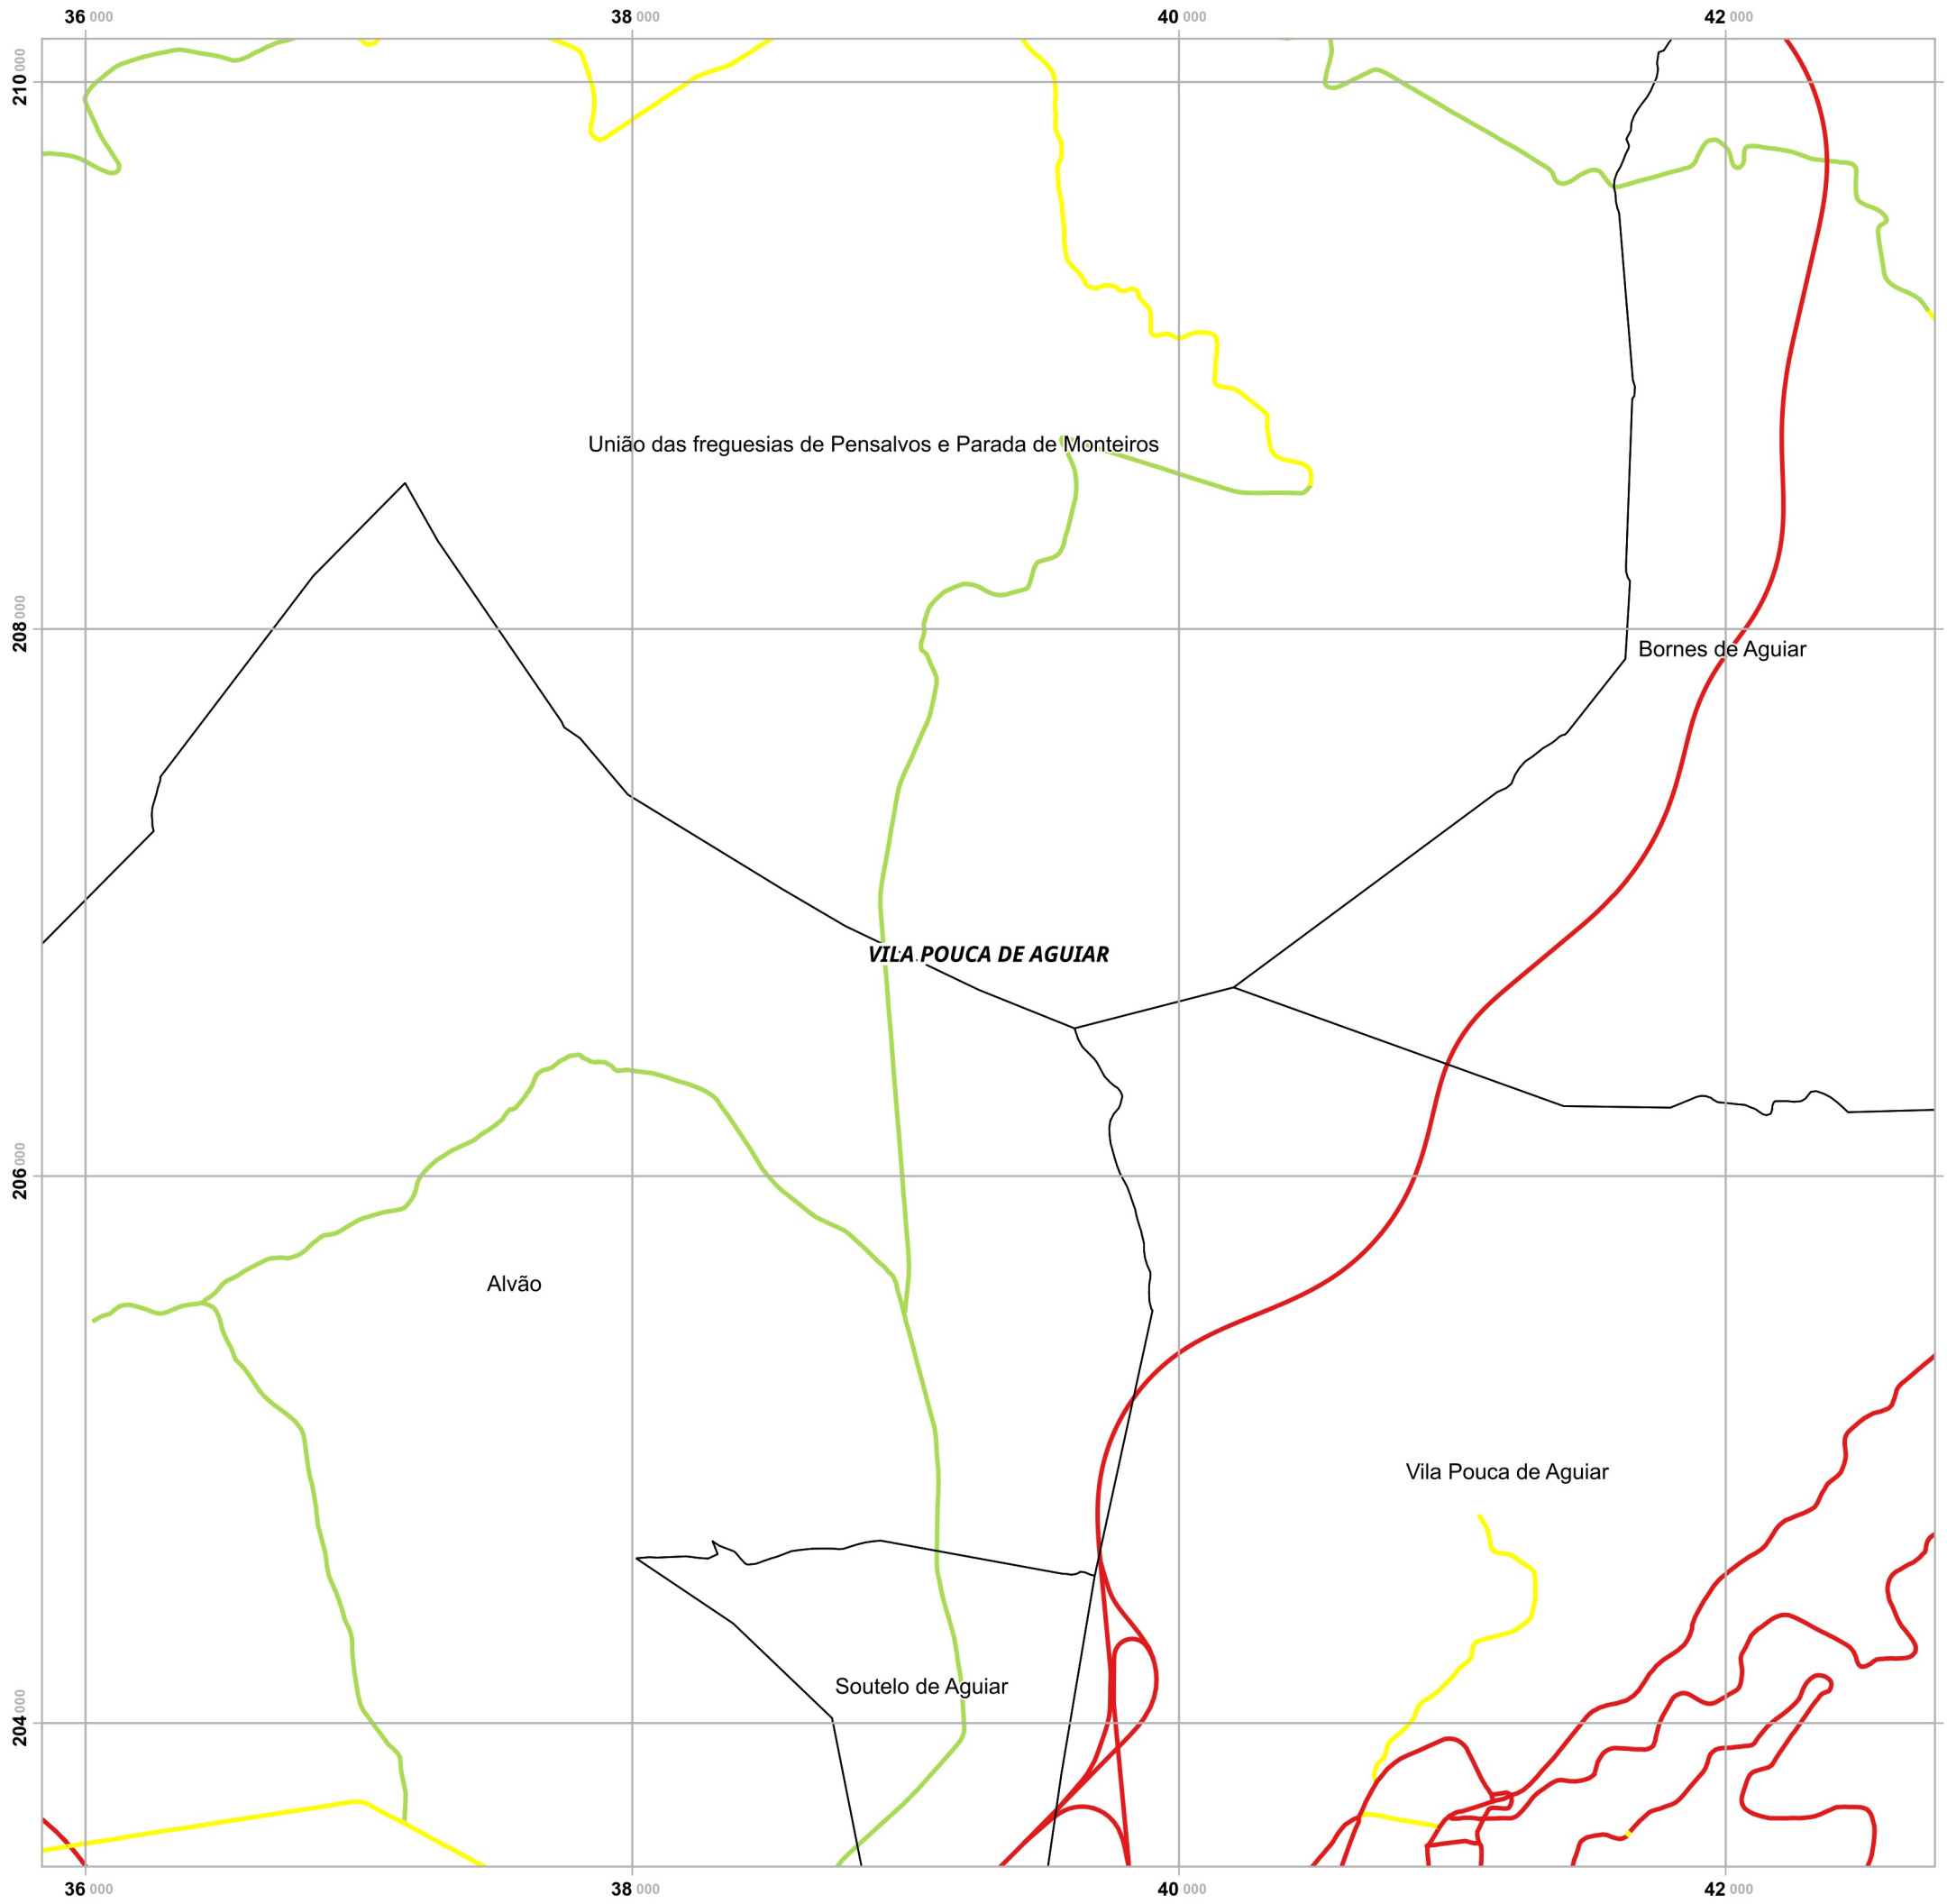 36 000 38 000 40 000 42 000
210 000
União das freguesias de Pensalvos e Parada de Monteiros
208 000
Bornes de Aguiar
VILA POUCA DE AGUIAR
206 000
Alvão
Vila Pouca de Aguiar
Soutelo de Aguiar
204 000
36 000 38 000 40 000 42 000